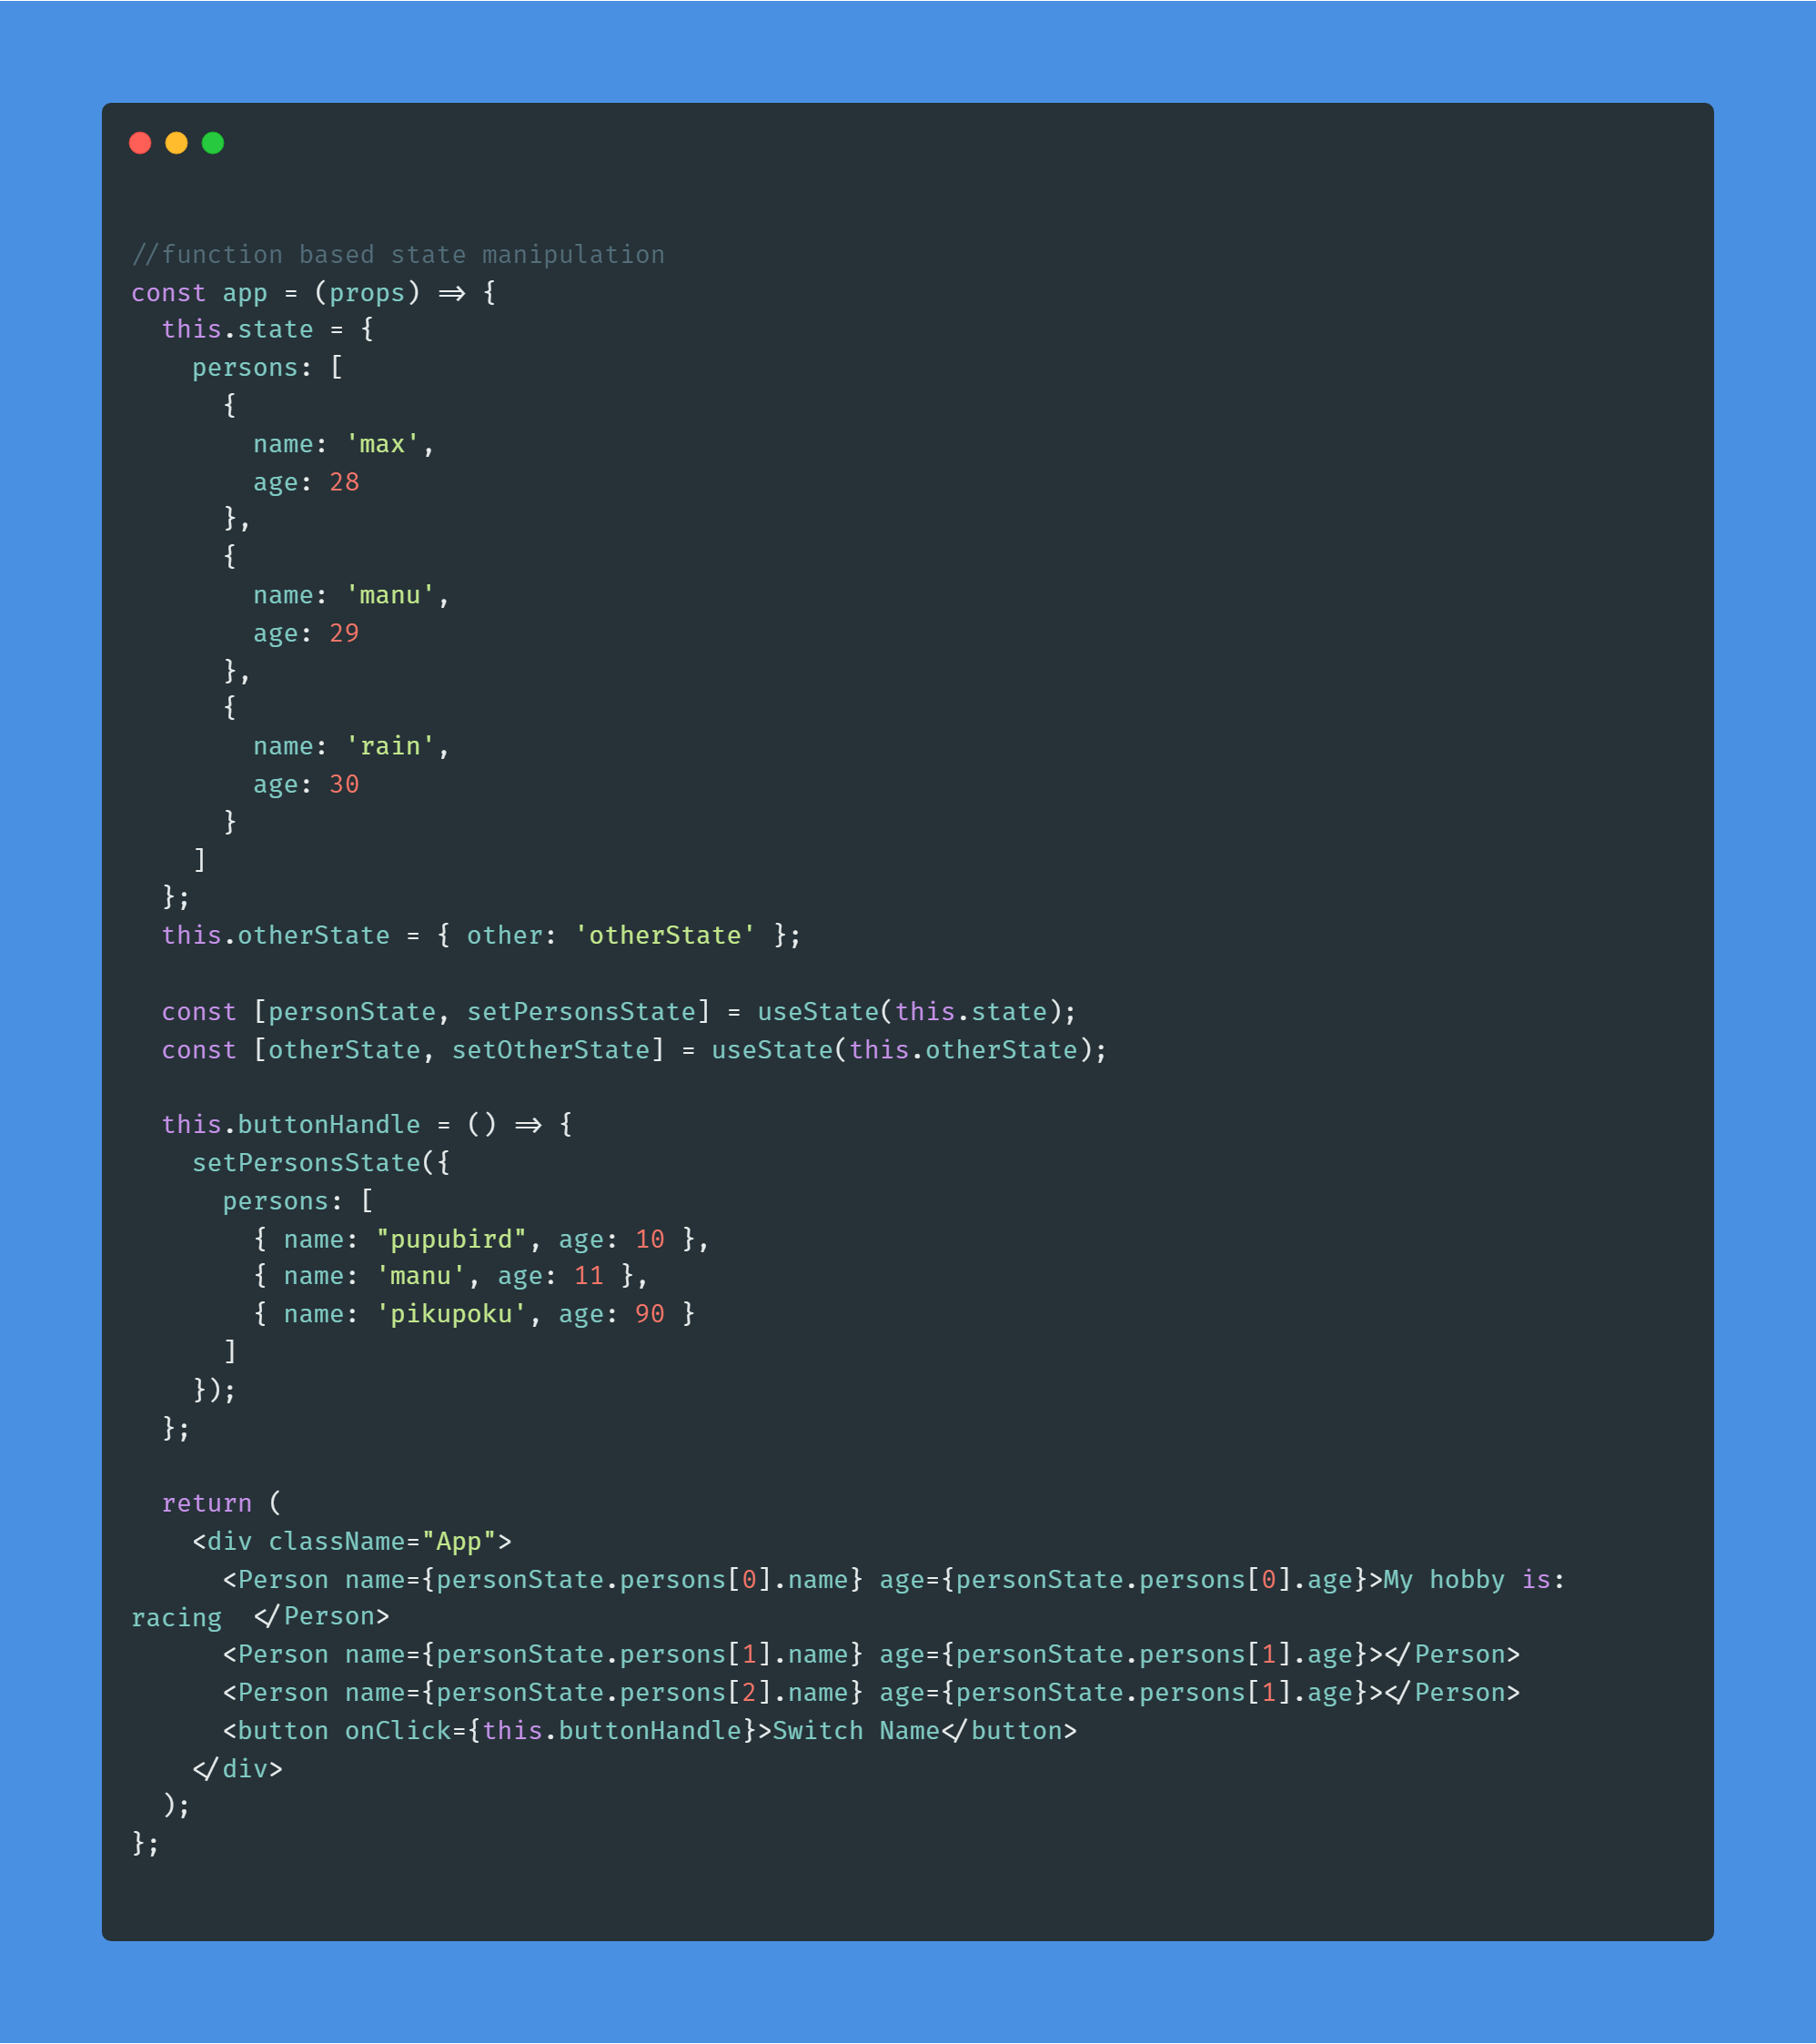 //function based state manipulation
const app = (props) => {
  this.state = {
    persons: [
      {
        name: 'max',
        age: 28
      },
      {
        name: 'manu',
        age: 29
      },
      {
        name: 'rain',
        age: 30
      }
    ]
  };
  this.otherState = { other: 'otherState' };

  const [personState, setPersonsState] = useState(this.state);
  const [otherState, setOtherState] = useState(this.otherState);

  this.buttonHandle = () => {
    setPersonsState({
      persons: [
        { name: "pupubird", age: 10 },
        { name: 'manu', age: 11 },
        { name: 'pikupoku', age: 90 }
      ]
    });
  };

  return (
    <div className="App">
      <Person name={personState.persons[0].name} age={personState.persons[0].age}>My hobby is:
racing  </Person>
      <Person name={personState.persons[1].name} age={personState.persons[1].age}></Person>
      <Person name={personState.persons[2].name} age={personState.persons[1].age}></Person>
      <button onClick={this.buttonHandle}>Switch Name</button>
    </div>
  );
};